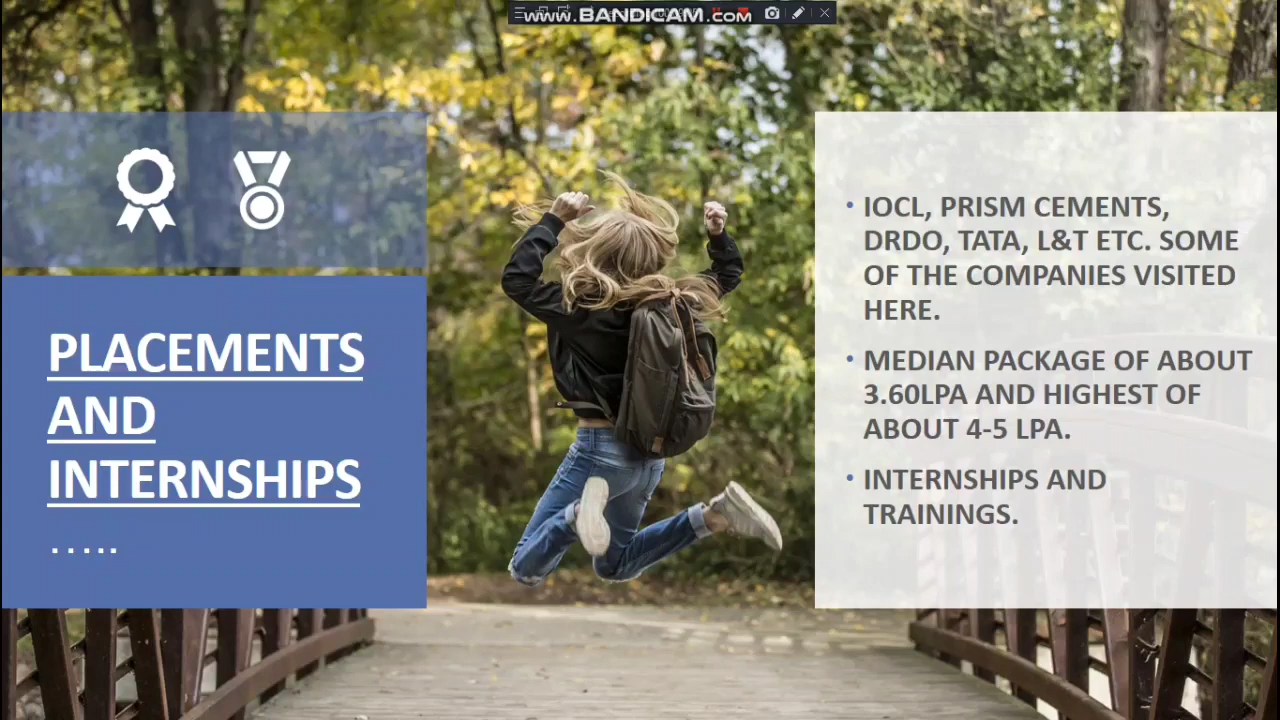 www.BANDICAM.com
PLACEMENTS
AND
INTERNSHIPS
.....
• IOCL, PRISM CEMENTS,
DRDO, TATA, L&T ETC. SOME
OF THE COMPANIES VISITED
HERE.
• MEDIAN PACKAGE OF ABOUT
3.60LPA AND HIGHEST OF
ABOUT 4-5 LPA.
• INTERNSHIPS AND
TRAININGS.